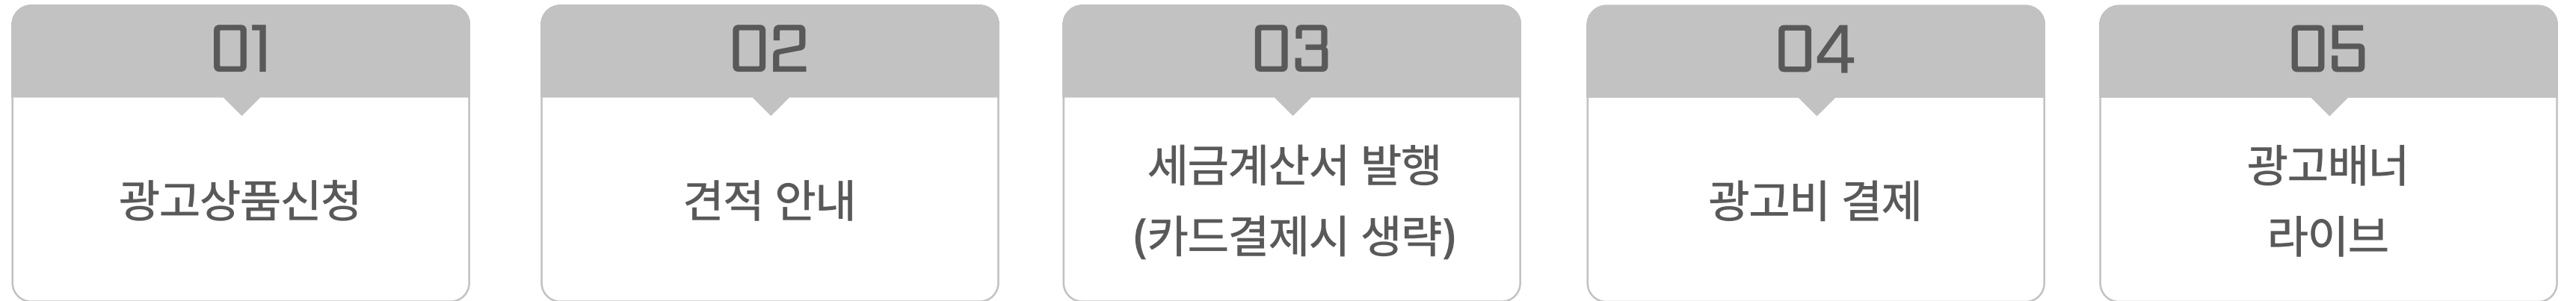 01
광고상품신청
02
견적 안내
03
세금계산서 발행
(카드결제시 생략)
04
광고비 결제
05
광고배너
라이브